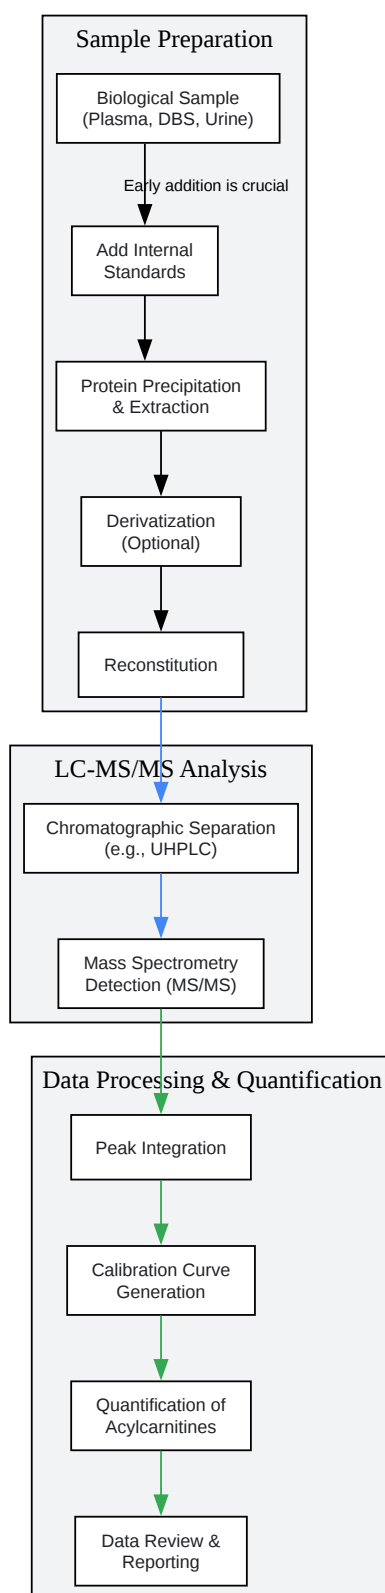 Sample Preparation
Biological Sample
(Plasma, DBS, Urine)
Early addition is crucial
Add Internal
Standards
Protein Precipitation
& Extraction
Derivatization
(Optional)
Reconstitution
LC-MS/MS Analysis
Chromatographic Separation
(e.g., UHPLC)
Mass Spectrometry
Detection (MS/MS)
Data Processing & Quantification
Peak Integration
Calibration Curve
Generation
Quantification of
Acylcarnitines
Data Review &
Reporting